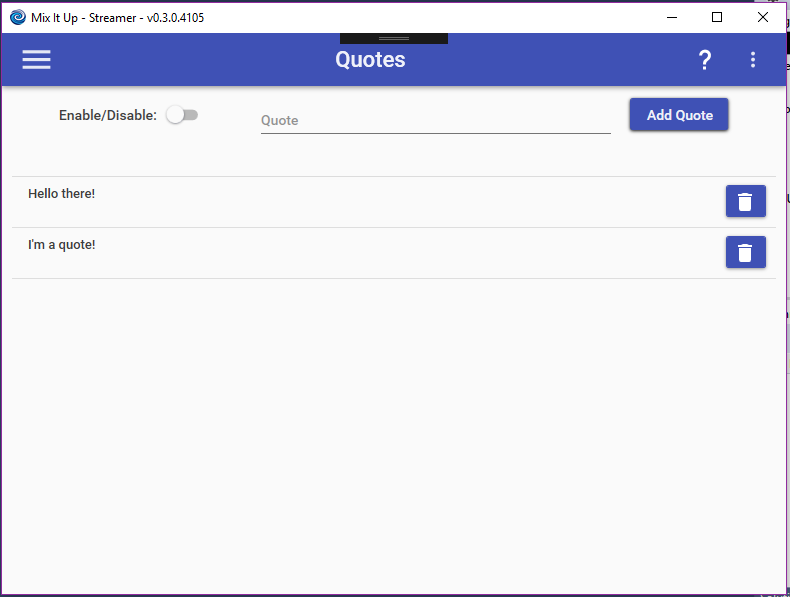 Mix It Up - Streamer - v0.3.0.4105
Quotes
?
Enable/Disable:
Quote
Add Quote
Hello there!
I'm a quote!